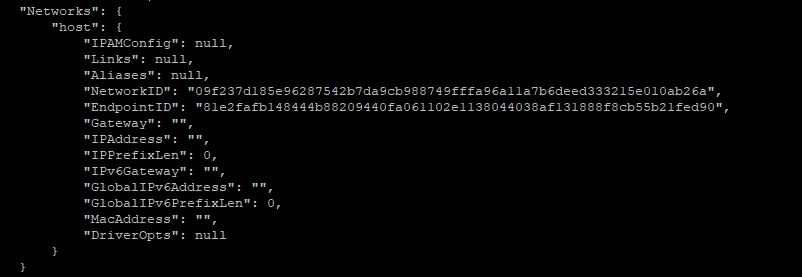 "Networks": {
"host": {
"IPAMConfig": null,
"Links": null,
"Aliases": null,
"NetworkID": "09f237d185e96287542b7da9cb988749fffa96a11a7b6deed333215e010ab26a",
"EndpointID": "81e2fafb148444b88209440fa061102e1138044038af131888f8cb55b21fed90",
"Gateway": "",
"IPAddress": "",
"IPPrefixLen": 0,
"IPv6Gateway": "",
"GlobalIPv6Address": "",
"GlobalIPv6PrefixLen": 0,
"MacAddress": "",
"DriverOpts": null
}
}